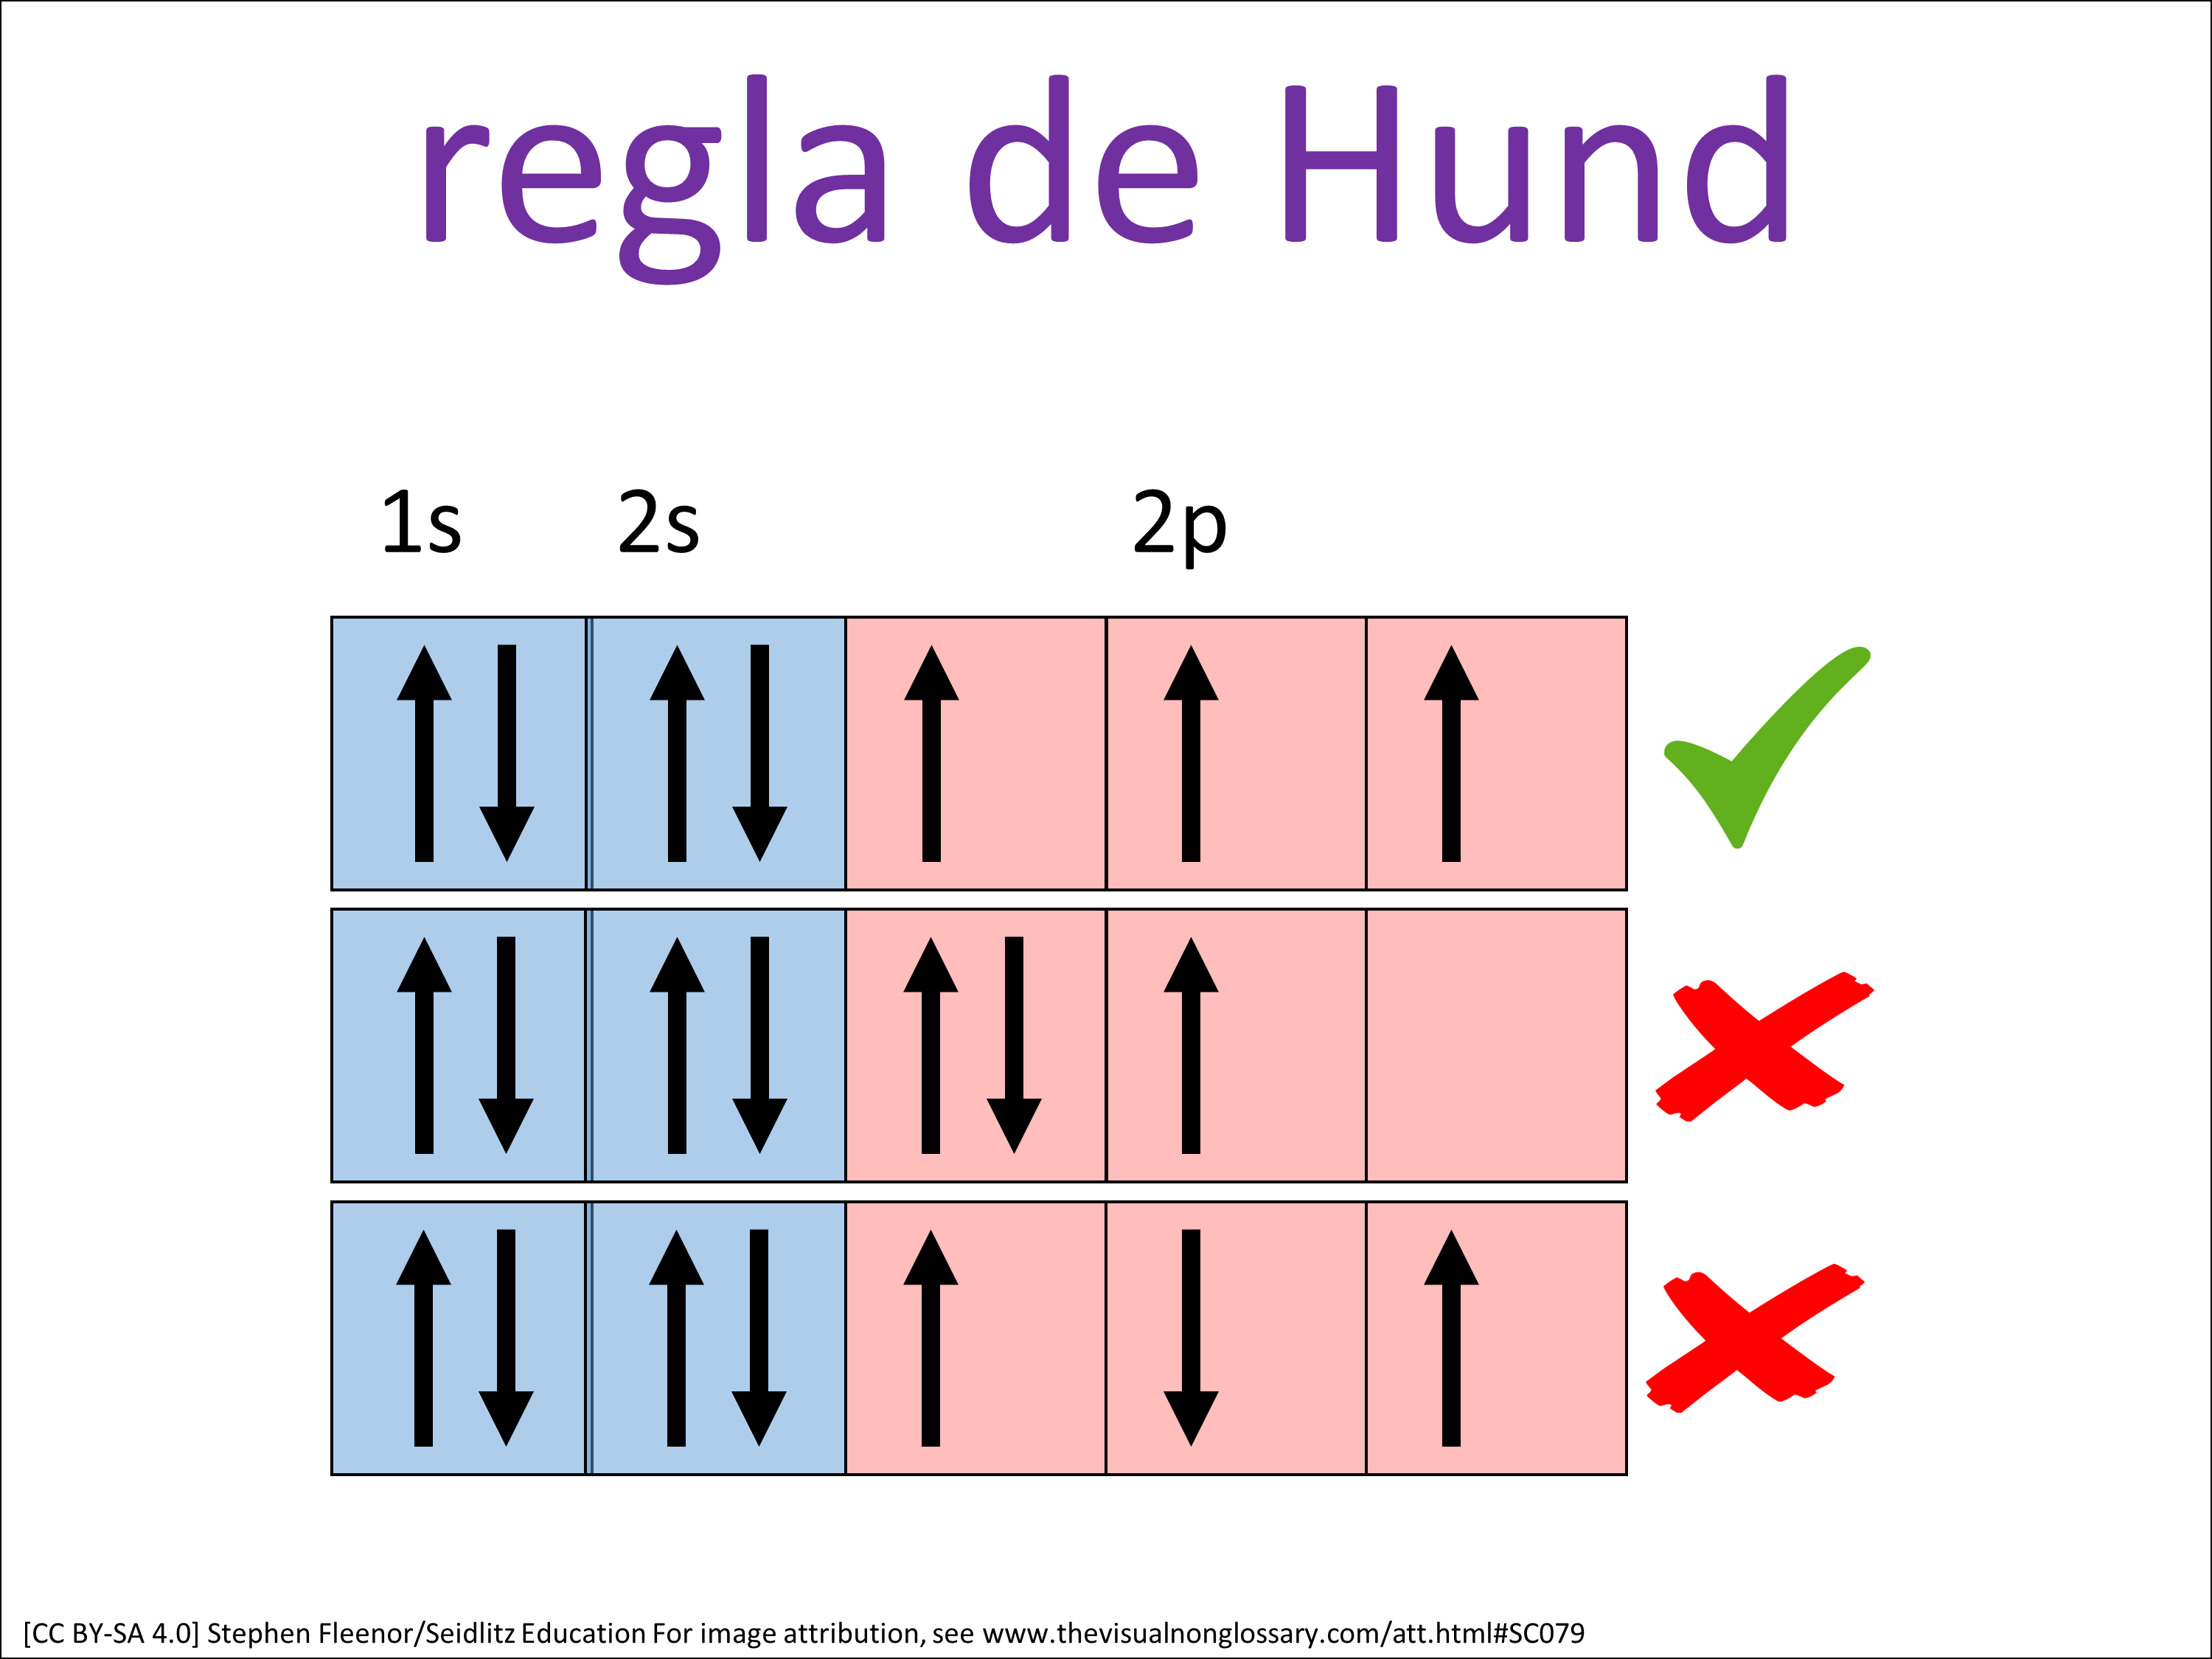 regla de Hund
1s 2s 2p
[CC BY-SA 4.0] Stephen Fleenor/Seidlitz Education For image attribution, see www.thevisualnonglossary.com/att.html#SC079